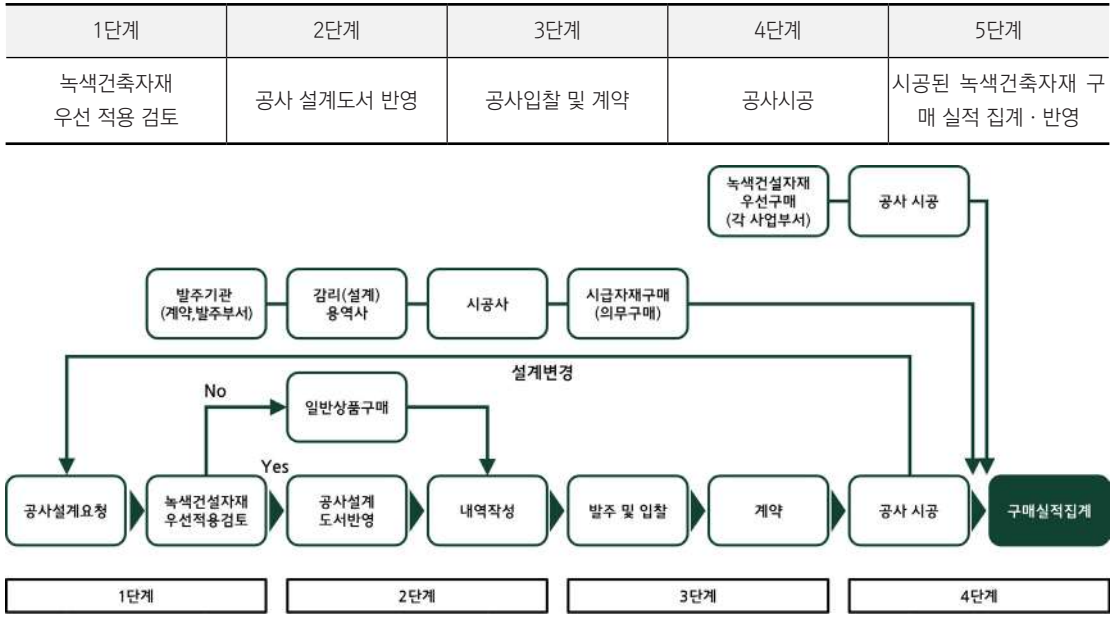 1단계
2단계
3단계
4단계
5단계
녹색건축자재
우선 적용 검토
공사 설계도서 반영
공사입찰 및 계약
공사시공
시공된 녹색건축자재 구
매 실적 집계 · 반영
녹색건설자재
우선구매
(각 사업부서)
공사 시공
발주기관
(계약,발주부서)
감리(설계)
용역사
시공사
시급자재구매
(의무구매)
설계변경
No
일반상품구매
Yes
공사설계요청
녹색건설자재
우선적용검토
공사설계
도서반영
내역작성
발주 및 입찰
계약
공사 시공
구매실적집계
1단계
2단계
3단계
4단계